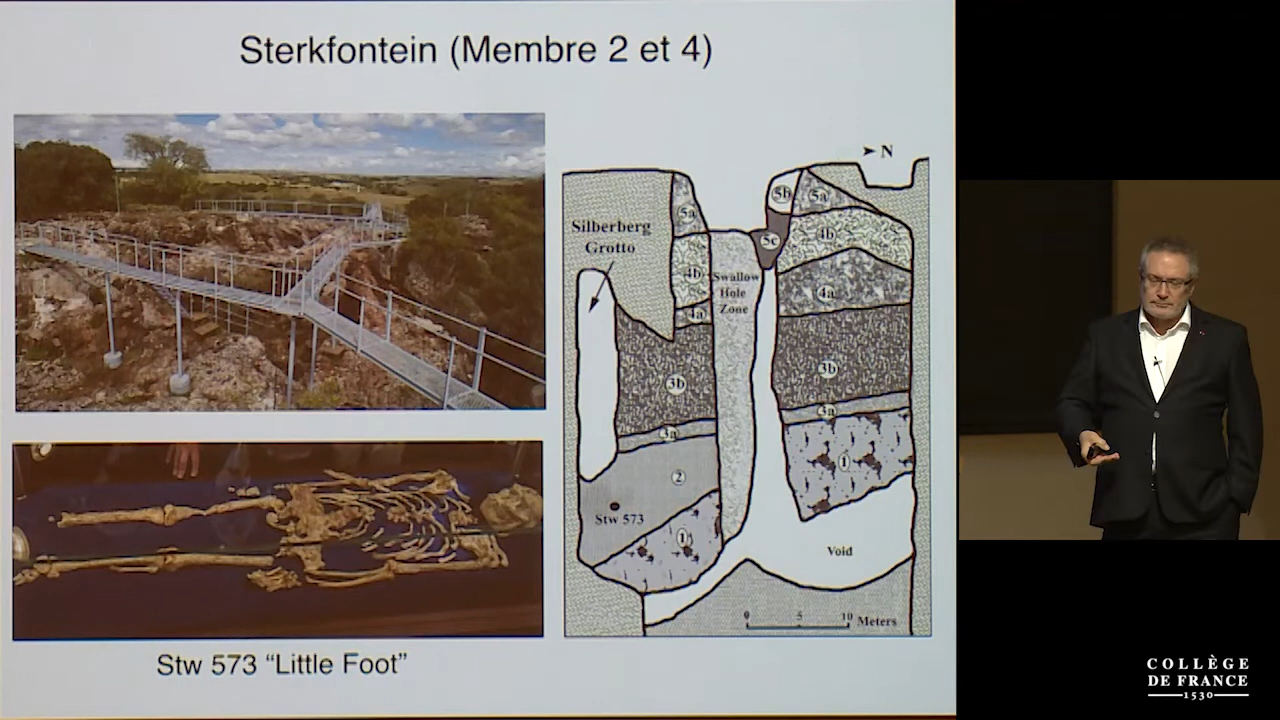 Sterkfontein (Membre 2 et 4)
N
Silberberg
Grotto
5a
4b
4a
3b
3a
2
Stw 573
1
Swallow
Hole
Zone
5b
5a
5c
4b
4a
3b
3a
1
Void
0 5 10 Meters
Stw 573 “Little Foot”
COLLÈGE
DE FRANCE
1530